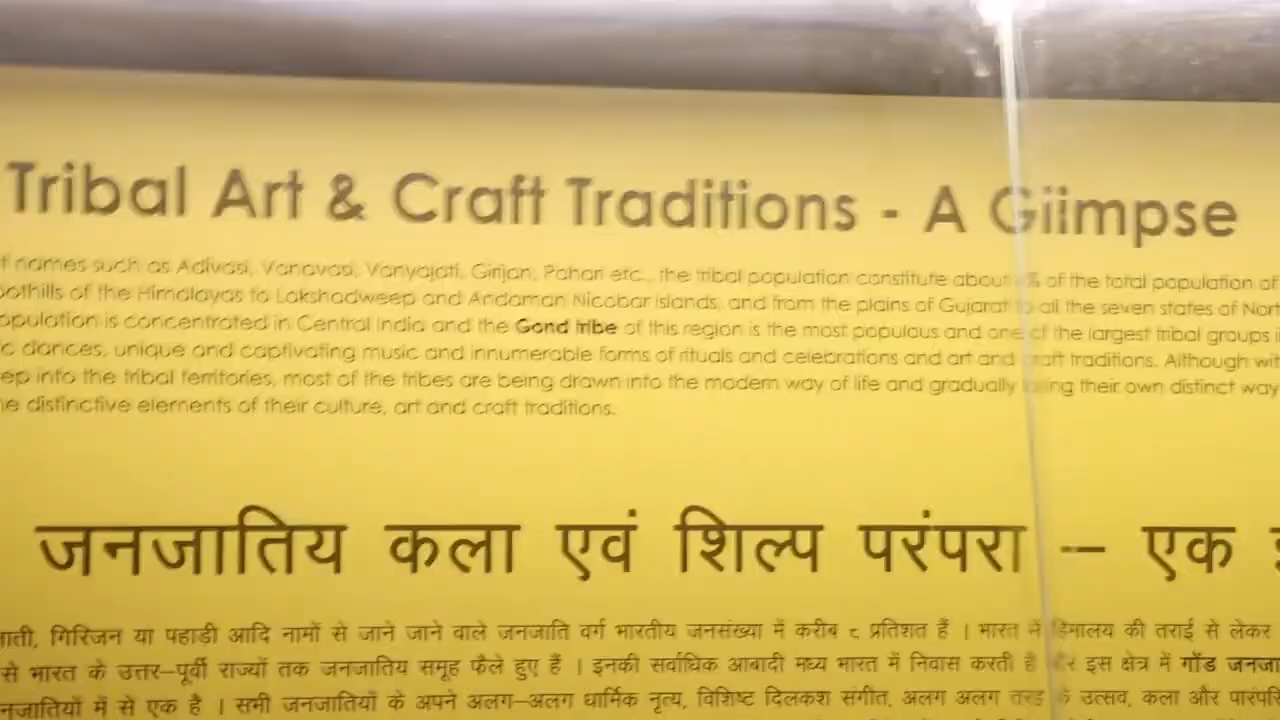 Tribal Art & Craft Traditions - A Giimpse
names such as Adivasi, Vanavasi, Vanyajati, Girijan, Pahari etc., the tribal population constitute about % of the total population of
of the Himalayas to Lakshadweep and Andaman Nicobar islands, and from the plains of Gujarat to all the seven states of
is concentrated in Central India and the Gond tribe of this region is the most populous and one of the largest tribal groups
dances, unique and captivating music and innumerable forms of rituals and celebrations and art and craft traditions. Although
into the tribal territories, most of the tribes are being drawn into the modern way of life and gradually their own distinct way
distinctive elements of their culture, art and craft traditions.
जनजातिय कला एवं शिल्प परंपरा – एक
गिरिजन या पहाडी आदि नामों से जाने जाने वाले जनजाति वर्ग भारतीय जनसंख्या में करीब ८ प्रतिशत हैं । भारत में हिमालय की तराई से लेकर
से भारत के उत्तर–पूर्वी राज्यों तक जनजातिय समूह फैले हुए हैं । इनकी सर्वाधिक आबादी मध्य भारत में निवास करती है इस क्षेत्र में गोंड
में से एक है । सभी जनजातियों के अपने अलग–अलग धार्मिक नृत्य, विशिष्ट दिलकश संगीत, अलग अलग तरह के उत्सव, कला और